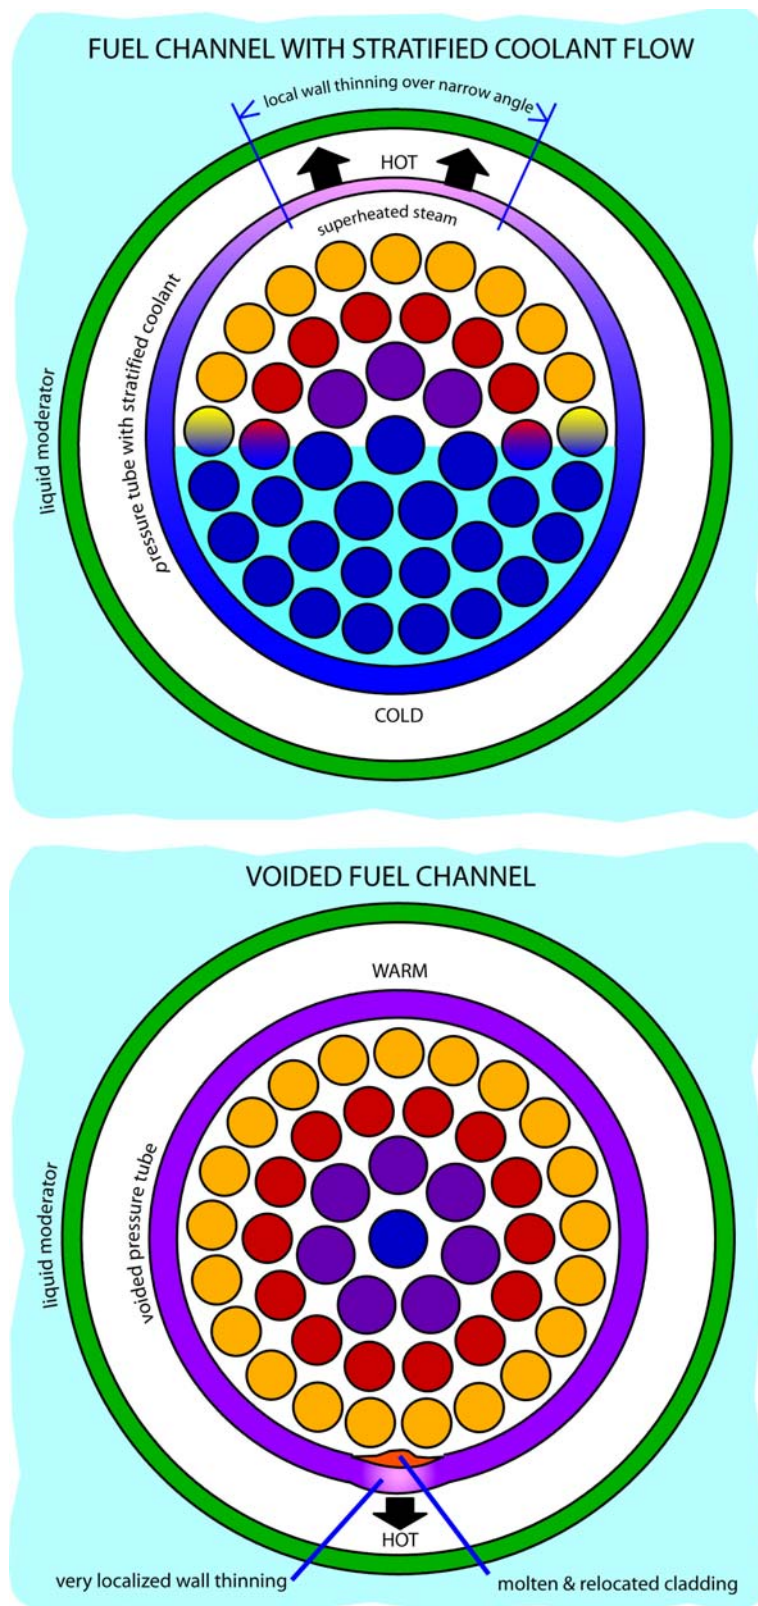 FUEL CHANNEL WITH STRATIFIED COOLANT FLOW
local wall thinning over narrow angle
HOT
superheated steam
pressure tube with stratified coolant
liquid moderator
COLD
VOIDED FUEL CHANNEL
WARM
voided pressure tube
liquid moderator
HOT
very localized wall thinning
molten & relocated cladding